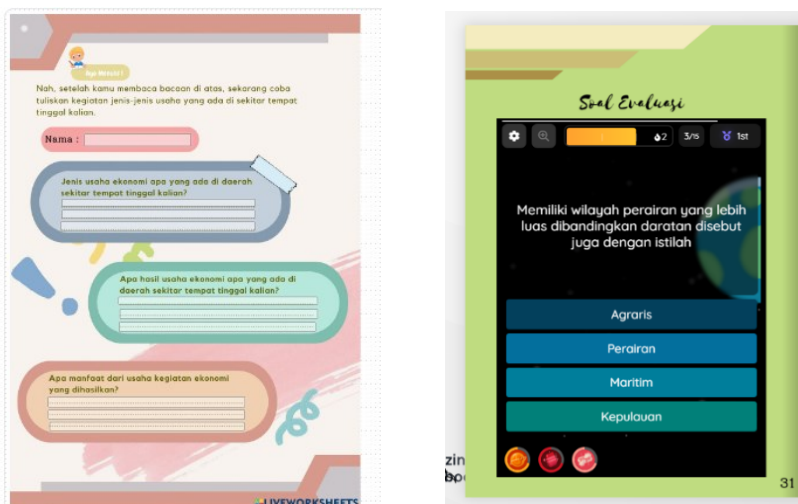 Nah, setelah kamu membaca bacaan di atas, sekarang coba
tuliskan kegiatan jenis-jenis usaha yang ada di sekitar tempat
tinggal kalian.
Nama :
Jenis usaha ekonomi apa yang ada di daerah
sekitar tempat tinggal kalian?
Apa hasil usaha ekonomi apa yang ada di
daerah sekitar tempat tinggal kalian?
Apa manfaat dari usaha kegiatan ekonomi
yang dihasilkan?
LIVEWORKSHEETS
Soal Evaluasi
2
3/15
1st
Memiliki wilayah perairan yang lebih
luas dibandingkan daratan disebut
juga dengan istilah
Agraris
Perairan
Maritim
Kepulauan
zin
31